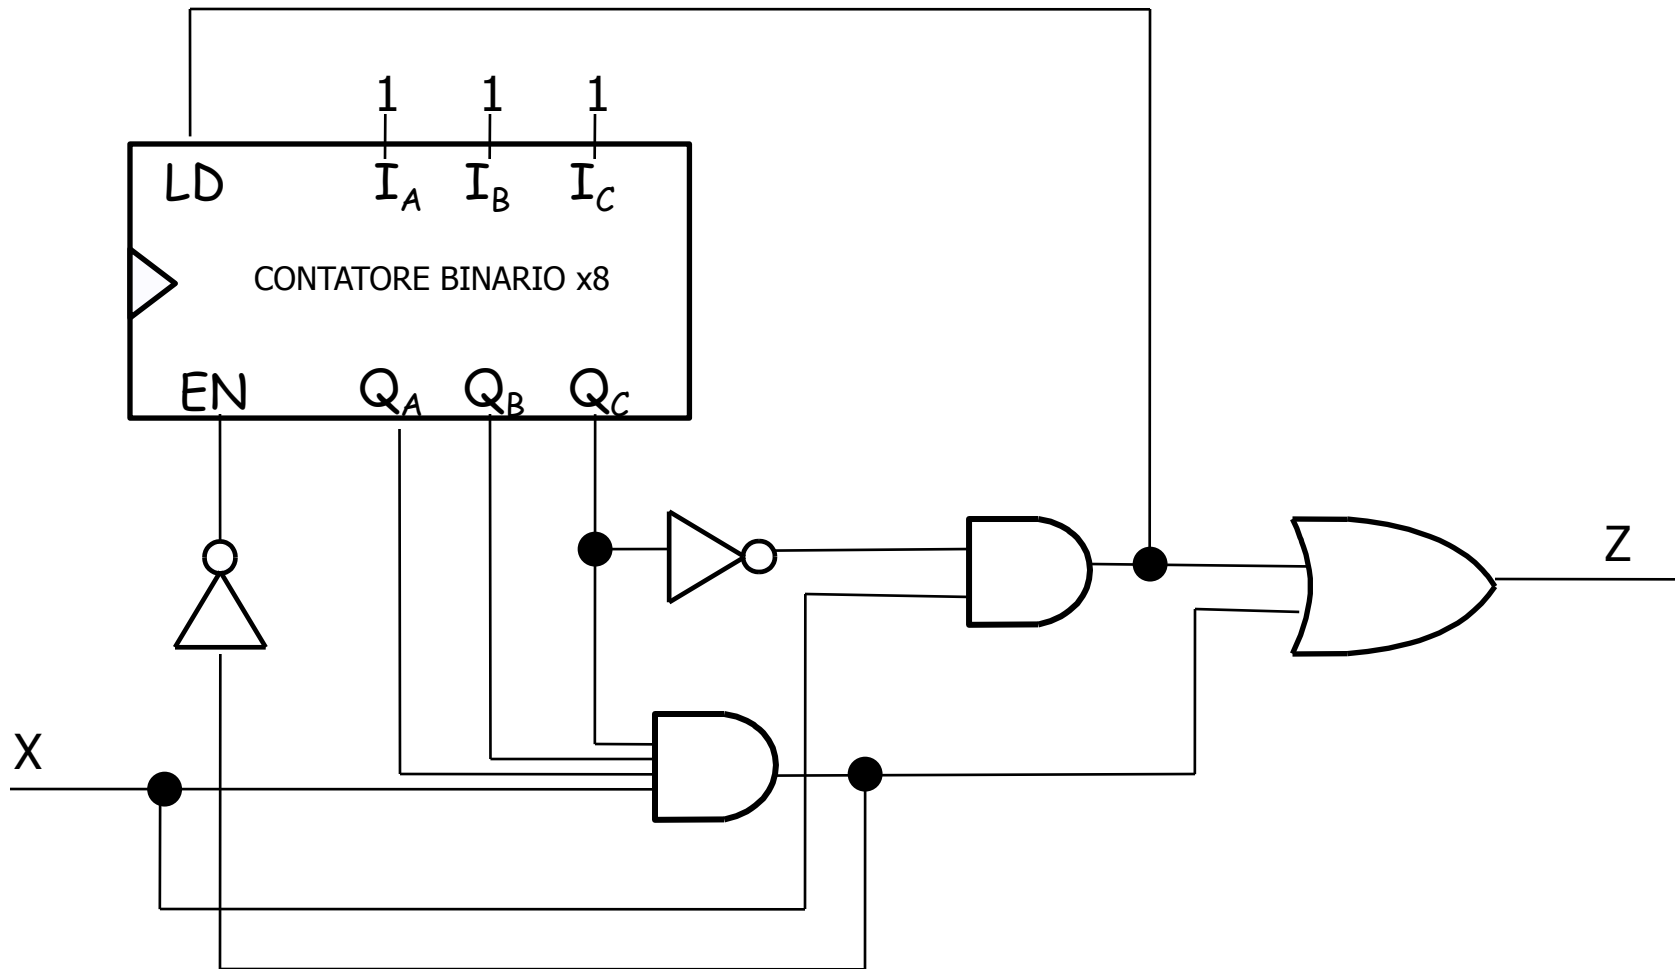 1 1 1
LD I_A I_B I_C
CONTATORE BINARIO x8
EN Q_A Q_B Q_C
Z
X